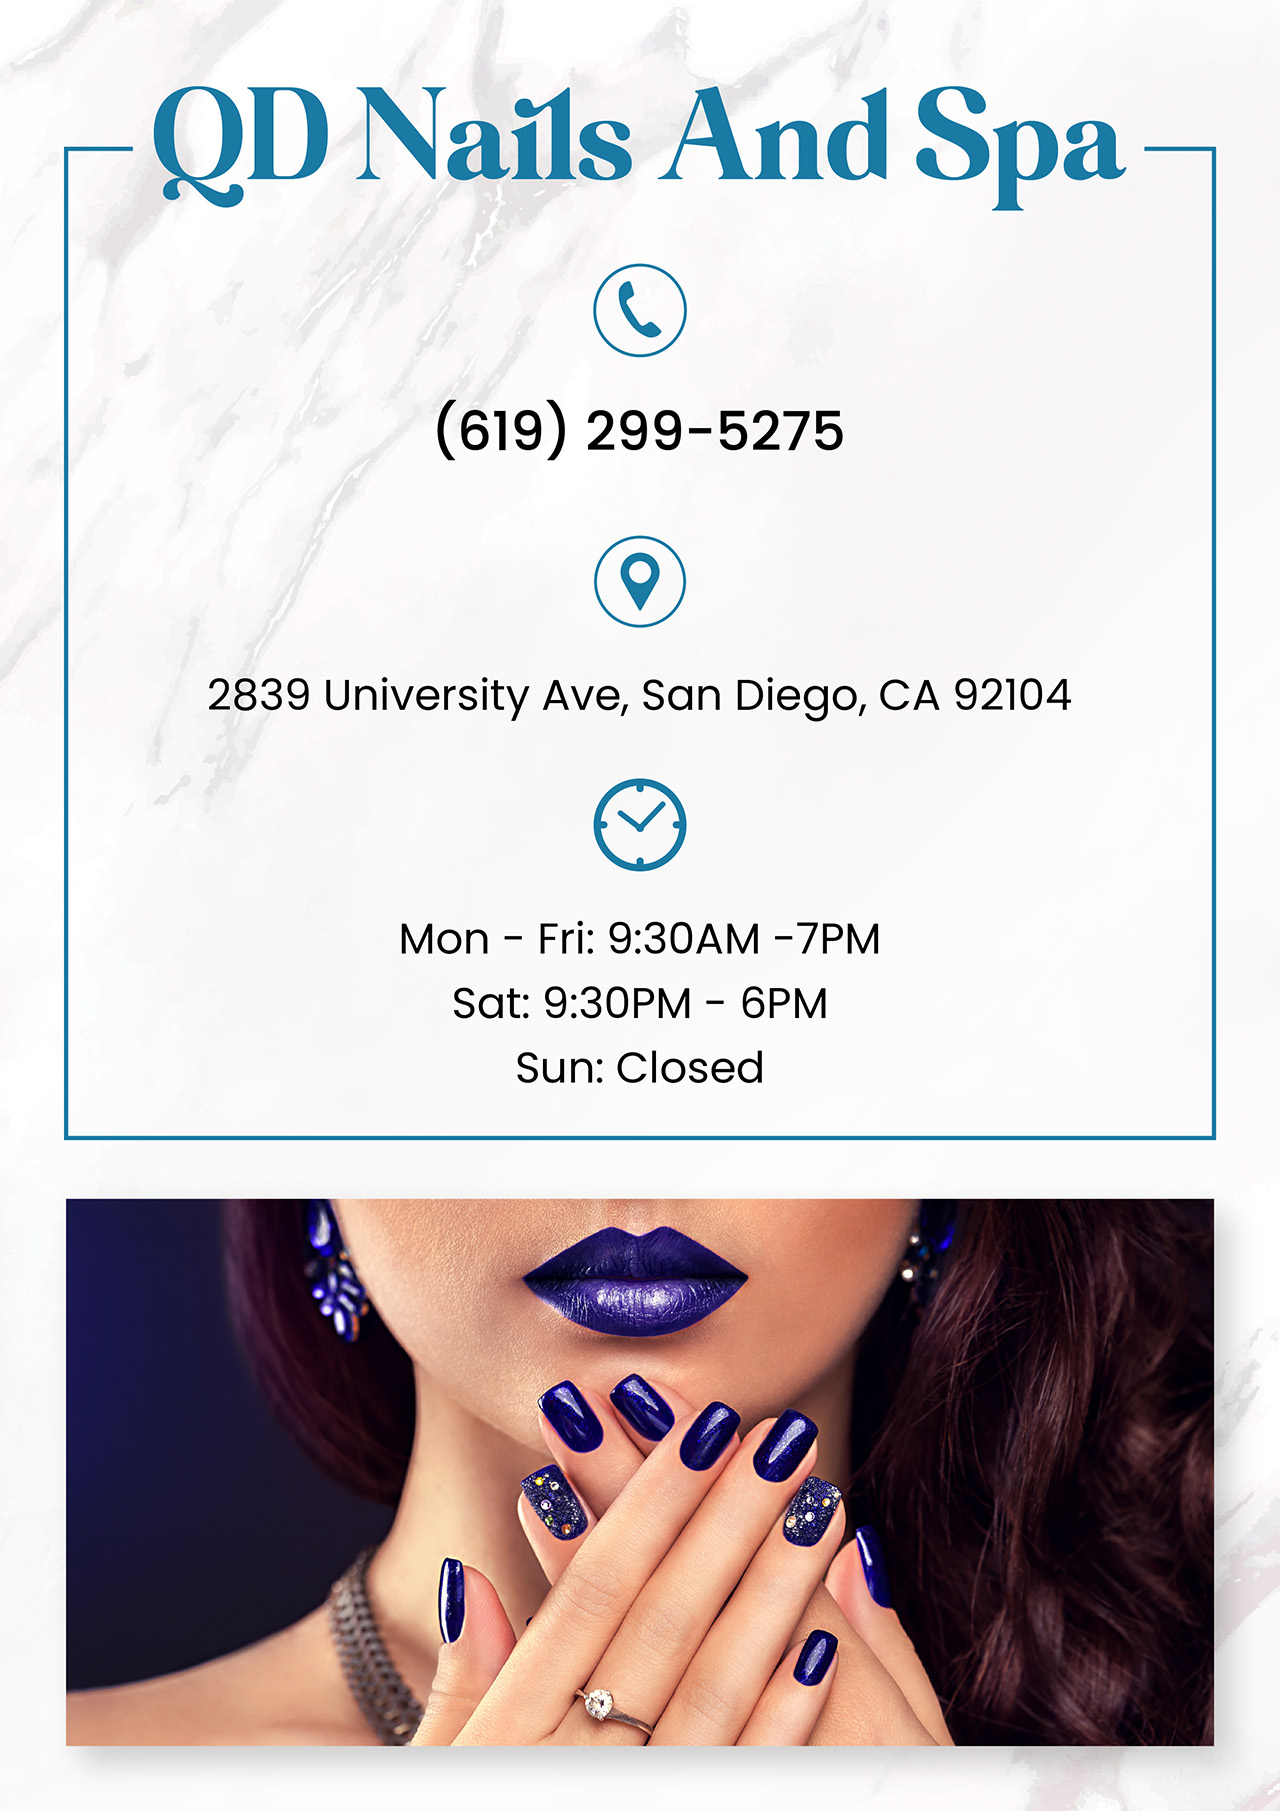 QD Nails And Spa
(619) 299-5275
2839 University Ave, San Diego, CA 92104
Mon - Fri: 9:30AM -7PM
Sat: 9:30PM - 6PM
Sun: Closed